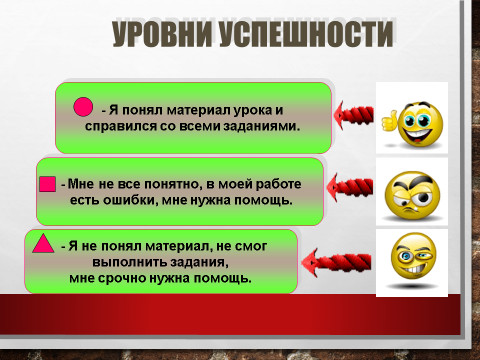 УРОВНИ УСПЕШНОСТИ
- Я понял материал урока и
справился со всеми заданиями.
- Мне не все понятно, в моей работе
есть ошибки, мне нужна помощь.
- Я не понял материал, не смог
выполнить задания,
мне срочно нужна помощь.